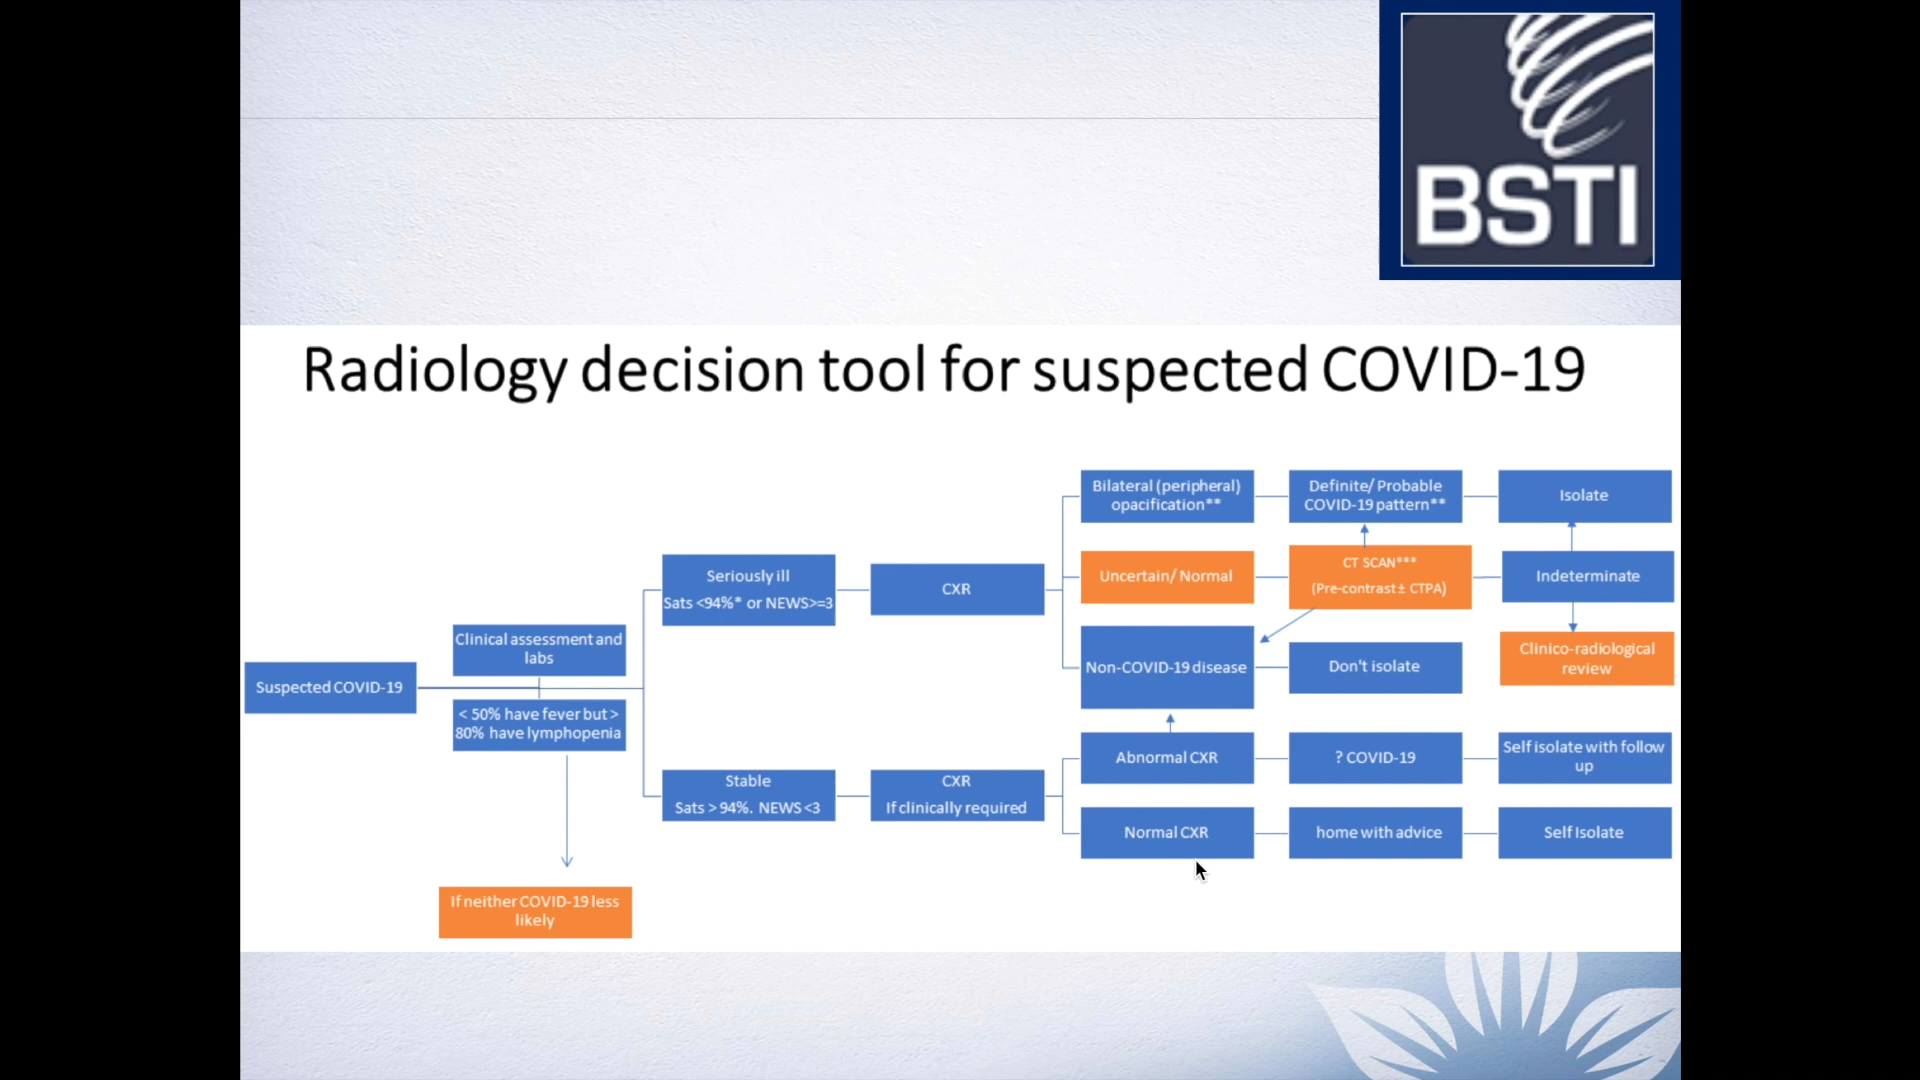 BSTI
Radiology decision tool for suspected COVID-19
Suspected COVID-19
Clinical assessment and
labs
< 50% have fever but >
80% have lymphopenia
If neither COVID-19 less
likely
Seriously ill
Sats <94%* or NEWS>=3
CXR
Bilateral (peripheral)
opacification**
Definite/ Probable
COVID-19 pattern**
Isolate
Uncertain/ Normal
CT SCAN***
(Pre-contrast ± CTPA)
Indeterminate
Non-COVID-19 disease
Don't isolate
Clinico-radiological
review
Stable
Sats > 94%. NEWS <3
CXR
If clinically required
Abnormal CXR
? COVID-19
Self isolate with follow
up
Normal CXR
home with advice
Self Isolate